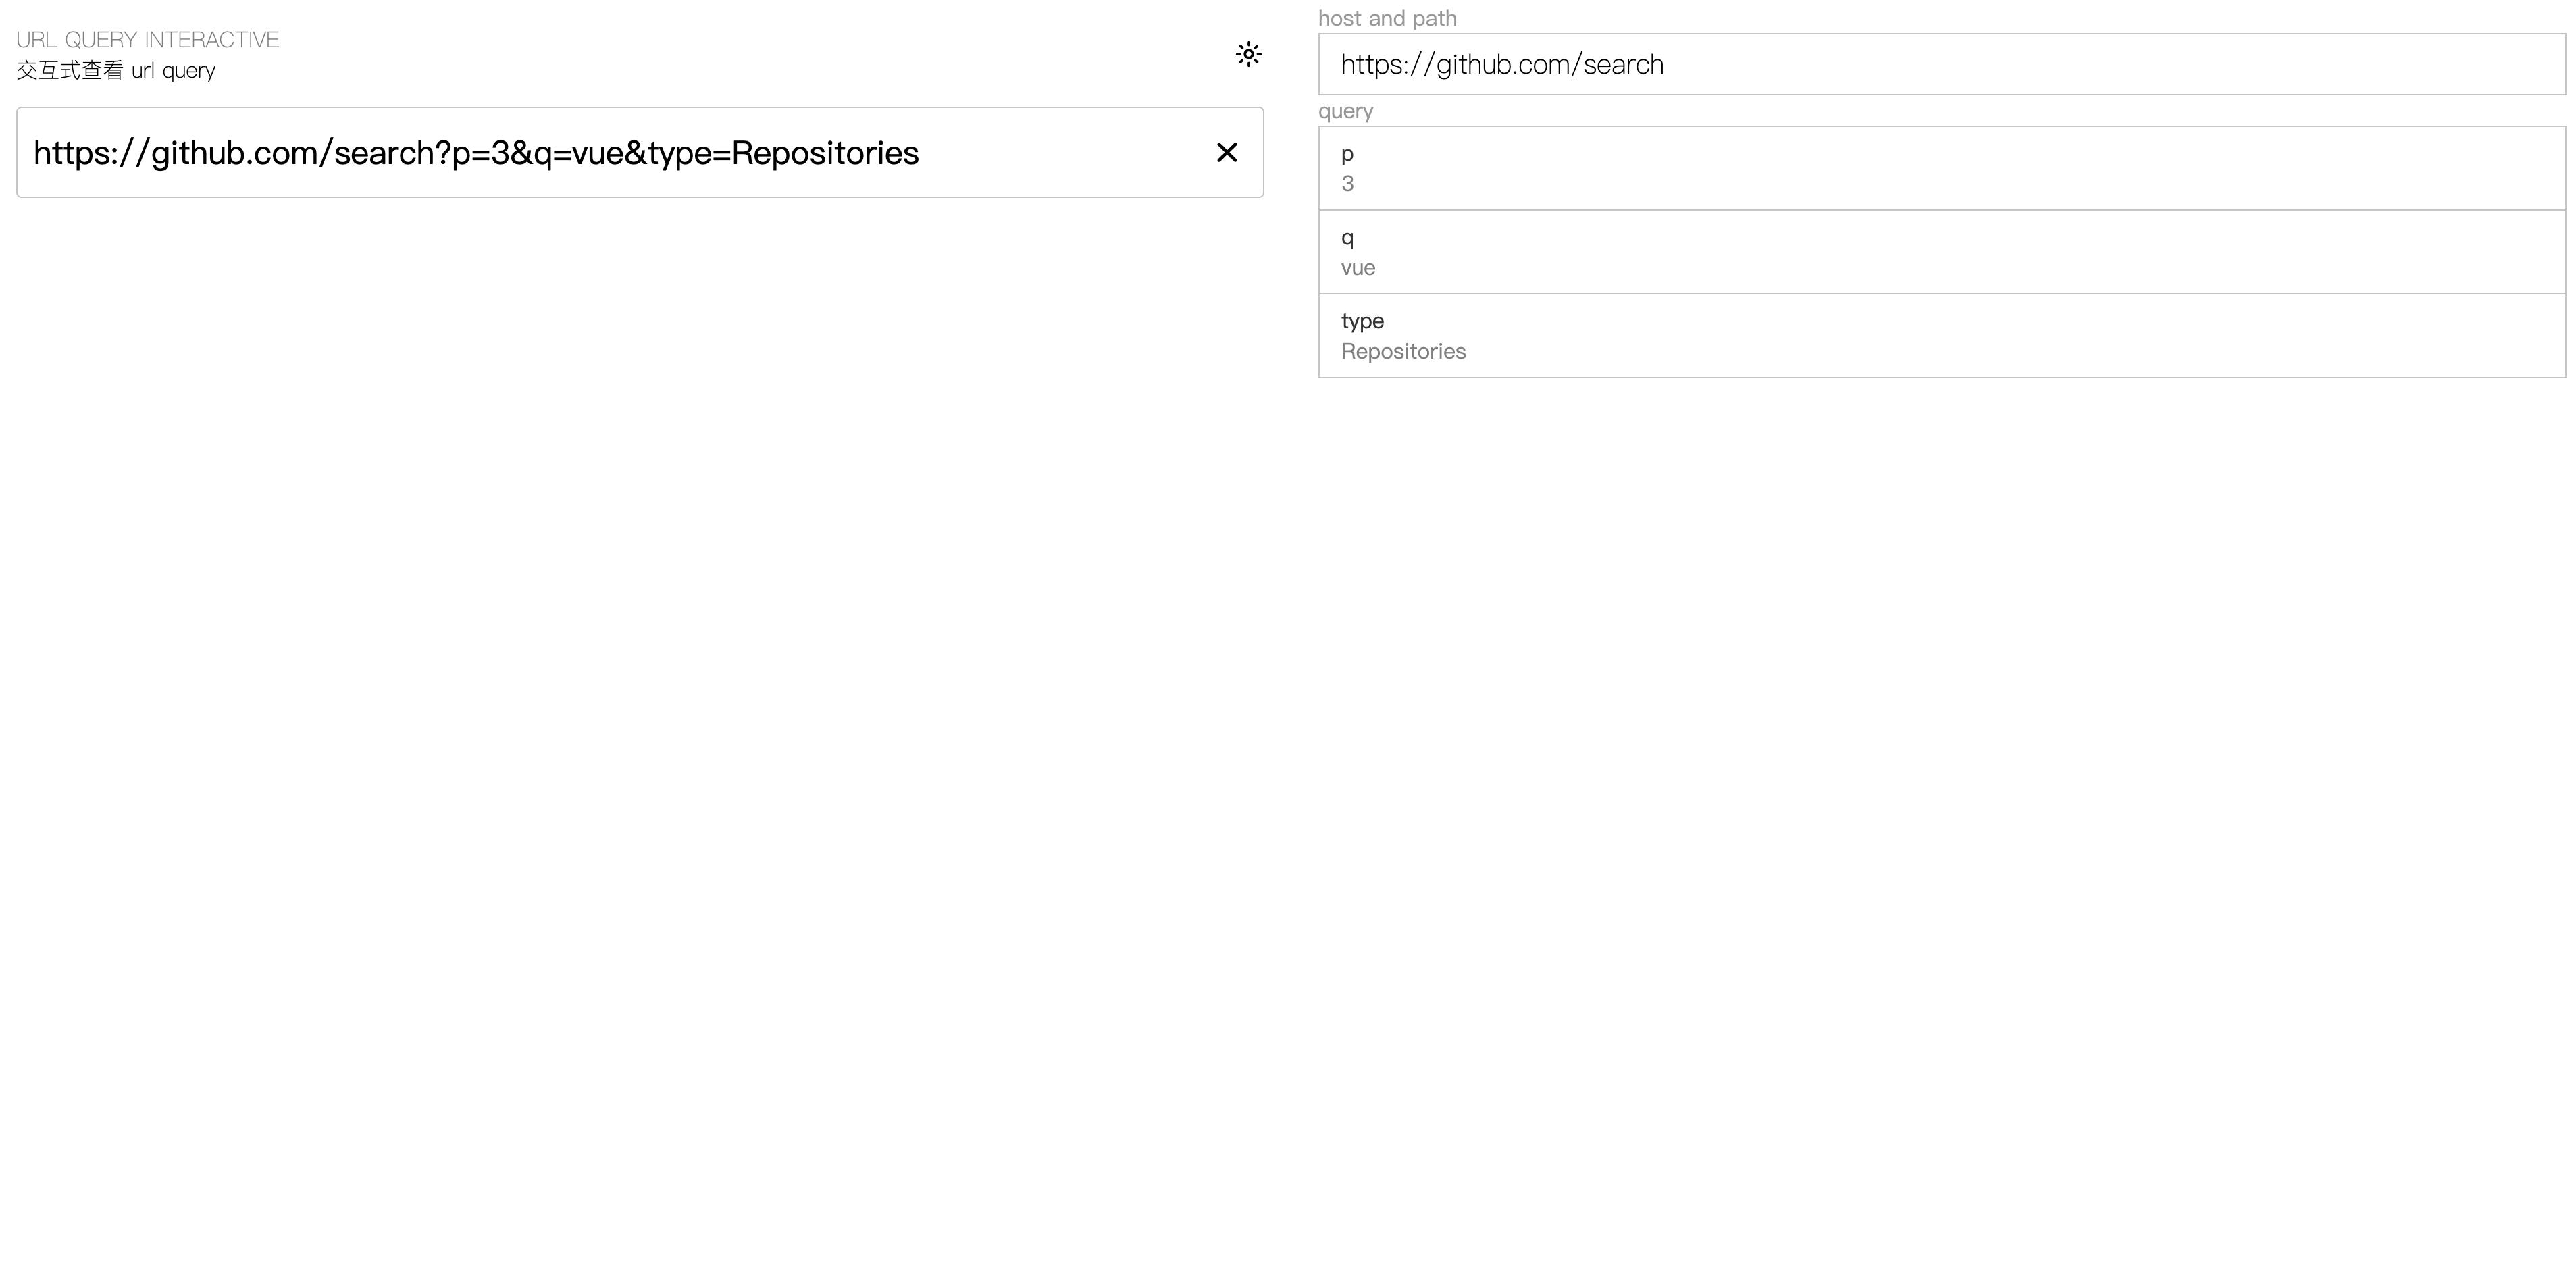 URL QUERY INTERACTIVE
交互式查看 url query
https://github.com/search?p=3&q=vue&type=Repositories
host and path
https://github.com/search
query
p
3
q
vue
type
Repositories